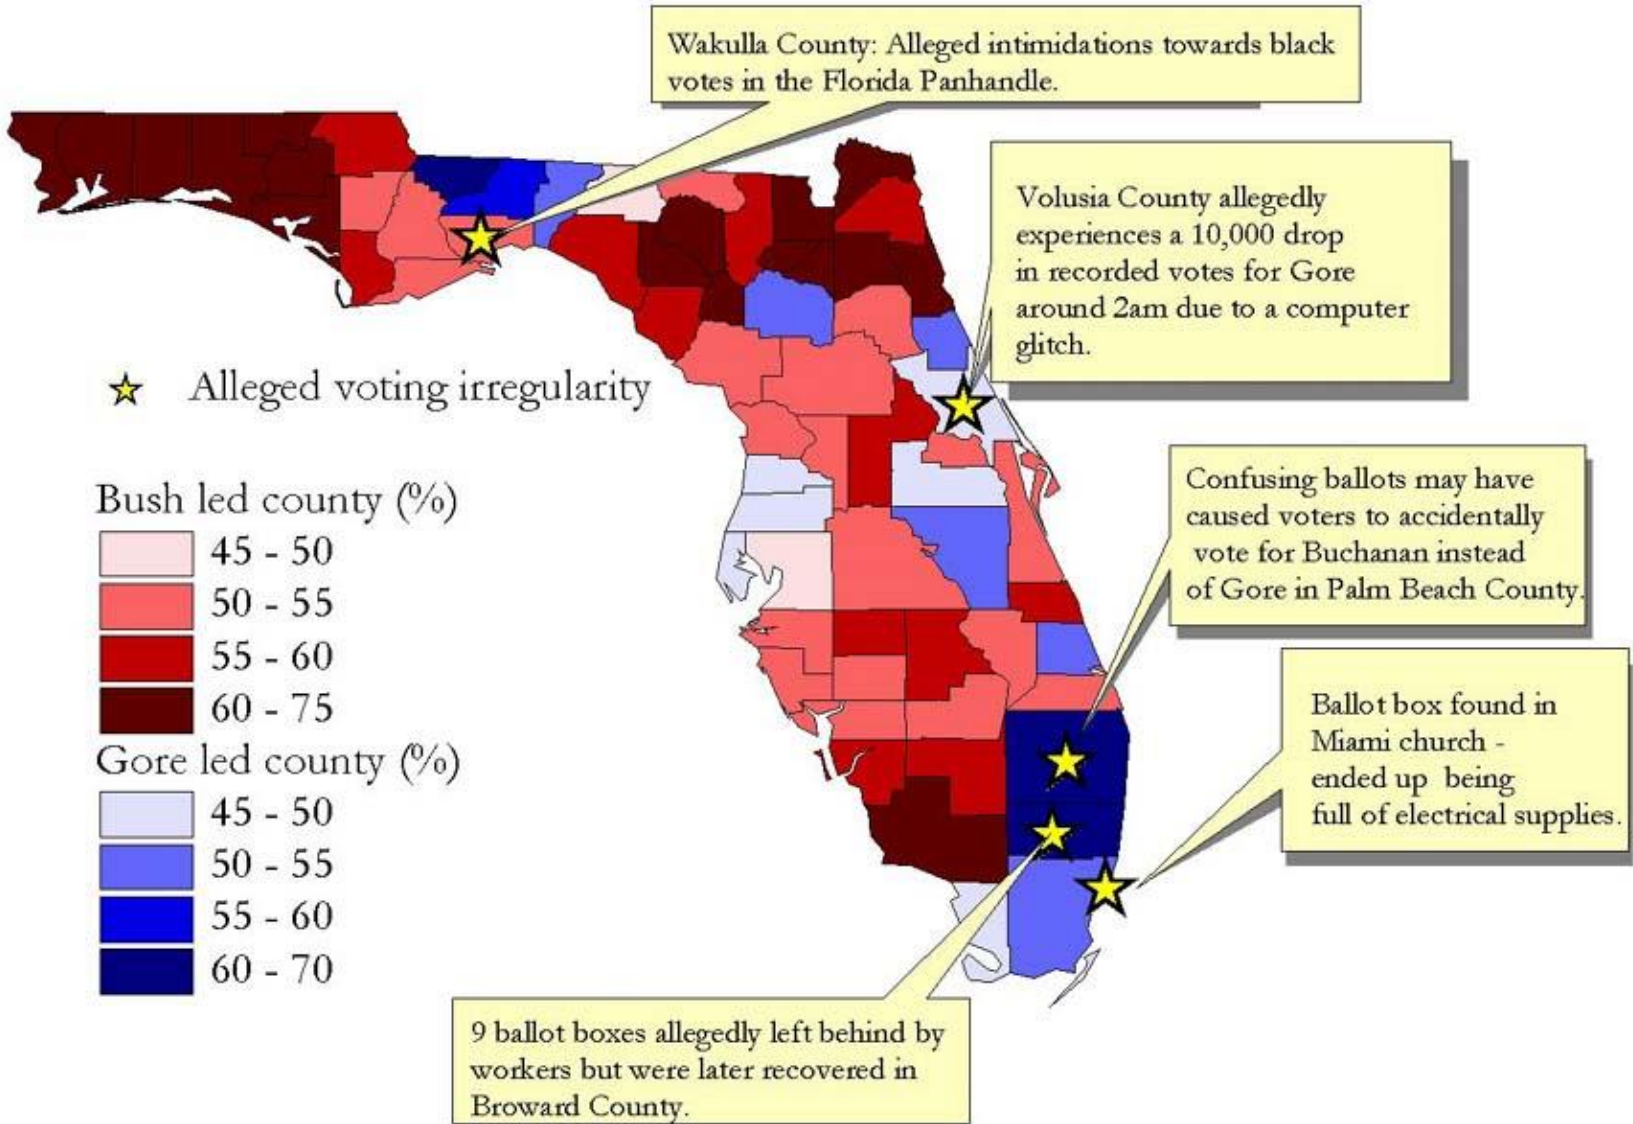 Wakulla County: Alleged intimidations towards black
votes in the Florida Panhandle.
Volusia County allegedly
experiences a 10,000 drop
in recorded votes for Gore
around 2am due to a computer
glitch.
Alleged voting irregularity
Confusing ballots may have
caused voters to accidentally
vote for Buchanan instead
of Gore in Palm Beach County.
Bush led county (%)
45 - 50
50 - 55
55 - 60
60 - 75
Gore led county (%)
45 - 50
50 - 55
55 - 60
60 - 70
Ballot box found in
Miami church -
ended up being
full of electrical supplies.
9 ballot boxes allegedly left behind by
workers but were later recovered in
Broward County.